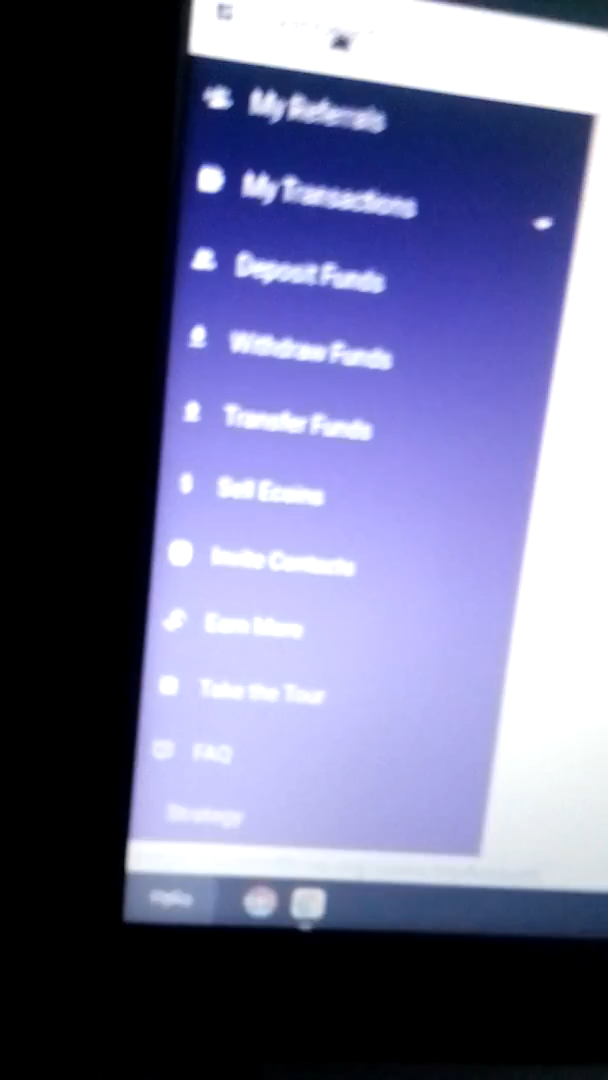 My Referrals
My Transactions
Deposit Funds
Withdraw Funds
Transfer Funds
Sell Ecoins
Invite Contacts
Earn More
Take the Tour
FAQ
Strategy